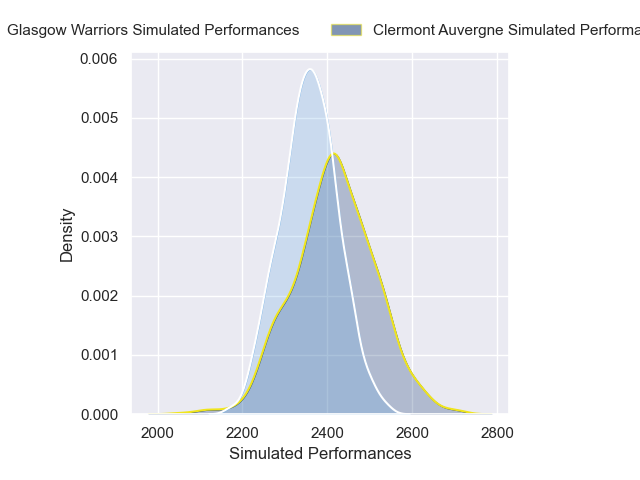 Glasgow Warriors Simulated Performances
Clermont Auvergne Simulated Performa
0.006
0.005
0.004
0.003
0.002
0.001
0.000
Density
2000 2200 2400 2600 2800
Simulated Performances